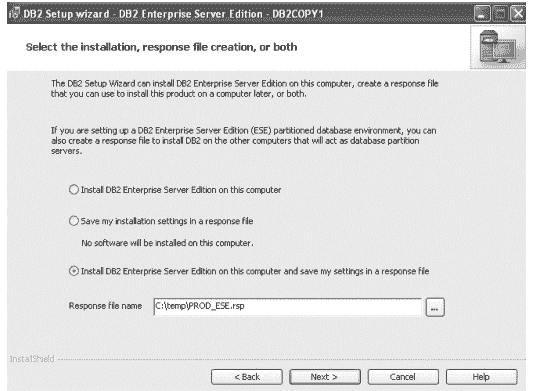 DB2 Setup wizard - DB2 Enterprise Server Edition - DB2COPY1
Select the installation, response file creation, or both
The DB2 Setup Wizard can install DB2 Enterprise Server Edition on this computer, create a response file
that you can use to install this product on a computer later, or both.
If you are setting up a DB2 Enterprise Server Edition (ESE) partitioned database environment, you can
also create a response file to install DB2 on the other computers that will act as database partition
servers.
Install DB2 Enterprise Server Edition on this computer
Save my installation settings in a response file
No software will be installed on this computer.
Install DB2 Enterprise Server Edition on this computer and save my settings in a response file
Response file name C:\temp\PROD_ESE.rsp ...
InstallShield
< Back Next > Cancel Help